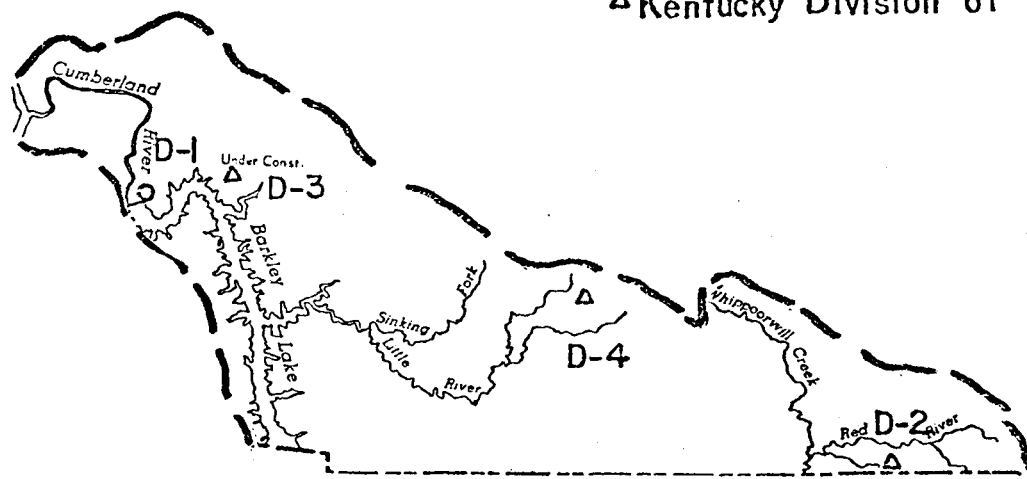 Δ Kentucky Division of
Cumberland
River
D-1
Under Const.
Δ
D-3
Barkley
Lake
Sinking
Fork
Little
River
Δ
D-4
Whippoorwill
Creek
Red
D-2
River
Δ